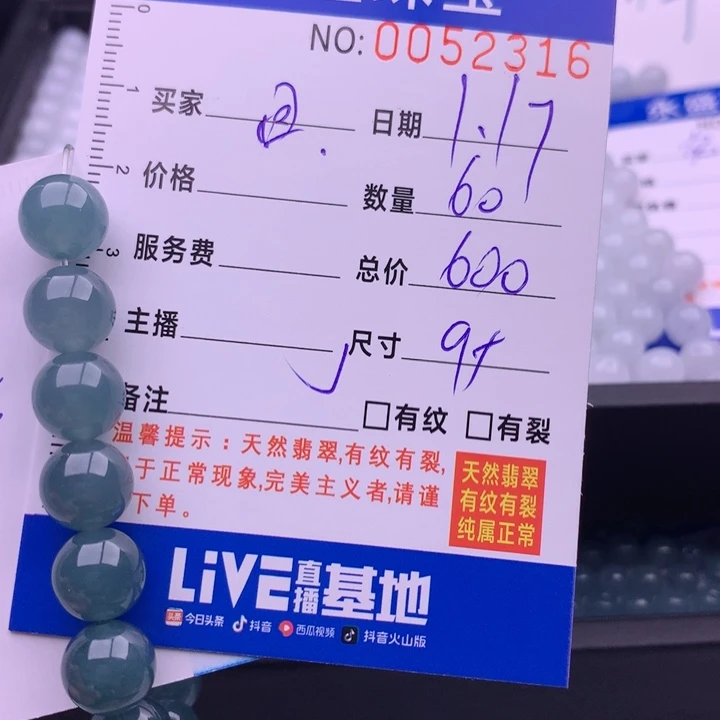 NO: 0052316
买家 日期 1.17
价格 数量 60
服务费 总价 600
主播 尺寸 9+
备注 □有纹 □有裂
温馨提示：天然翡翠,有纹有裂,
于正常现象,完美主义者,请谨
下单。
天然翡翠
有纹有裂
纯属正常
LiVE直播基地
头条 今日头条 抖音 西瓜视频 抖音火山版